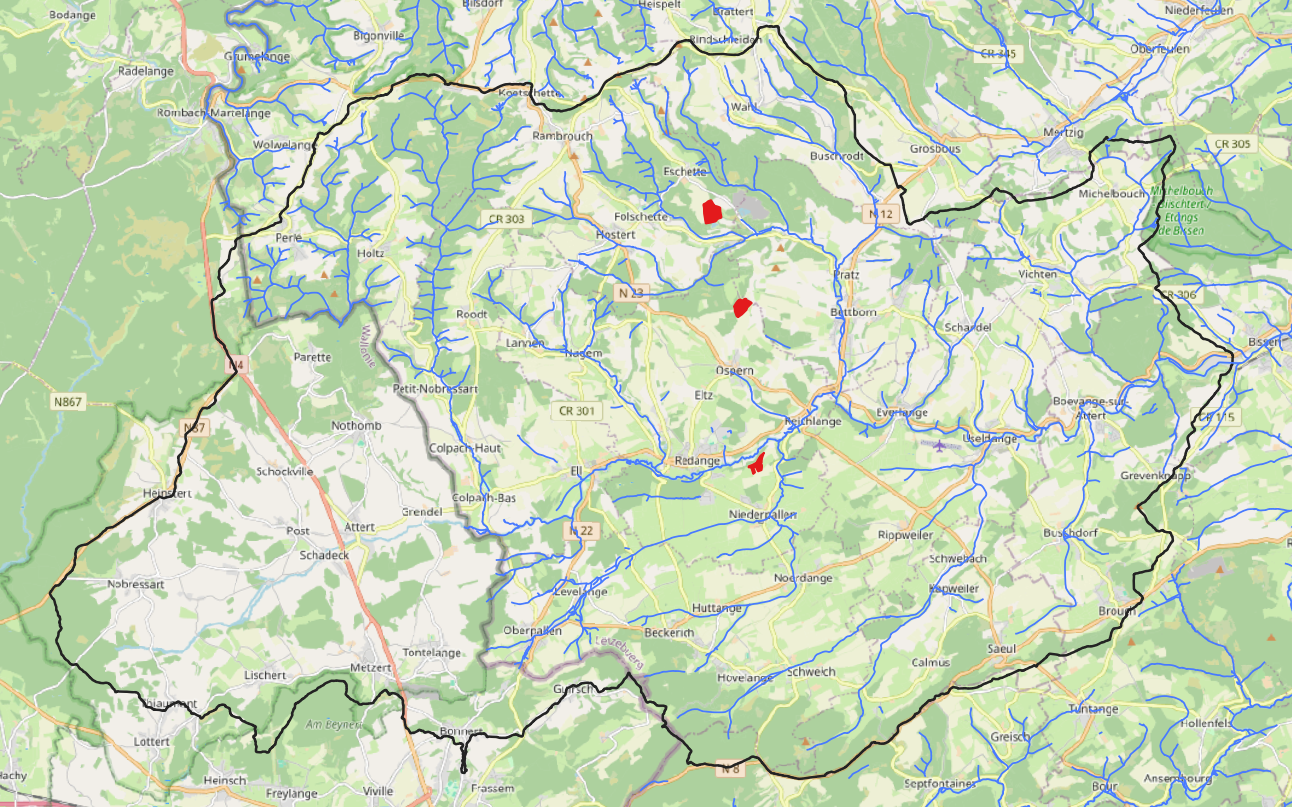 Bodange
Bilsdorf
Heispelt
Brattert
Niederfeulen
Bigonville
Rindschleiden
Oberfeulen
CR 345
Grumelange
Radelange
Koetschette
Wahl
Rombach-Martelange
Rambrouch
Mertzig
CR 305
Wolwelange
Grosbous
Buschrodt
Eschette
Michelbouch
Michelbouch
Biischtert /
Etangs
de Bissen
CR 303
Folschette
N 12
Hostert
Perlé
Holtz
Vichten
Pratz
N 23
CR 306
Roodt
Bettborn
Schandel
Wallonie
Lannen
Nagem
Bissen
Parette
N4
Ospern
Petit-Nobressart
Eltz
N867
CR 301
Boevange-sur-
Attert
Everlange
CR 115
Reichlange
N87
Nothomb
Useldange
Colpach-Haut
Schockville
Ell
Redange
Grevenknapp
Heinstert
Colpach-Bas
Grendel
Niederpallen
Post
Attert
N 22
Rippweiler
Buschdorf
Schadeck
Schwebach
Nobressart
Noerdange
Levelange
Kapweiler
Huttange
Brouch
Oberpallen
Beckerich
Lëtzebuerg
Tontelange
Saeul
Metzert
Calmus
Lischert
Schweich
Hovelange
Guirsch
Thiaumont
Tuntange
Am Beynert
Hollenfels
Bonnert
Greisch
Lottert
N 8
Hachy
Heinsch
Ansembourg
Septfontaines
Frassem
Bour
Freylange
Viville